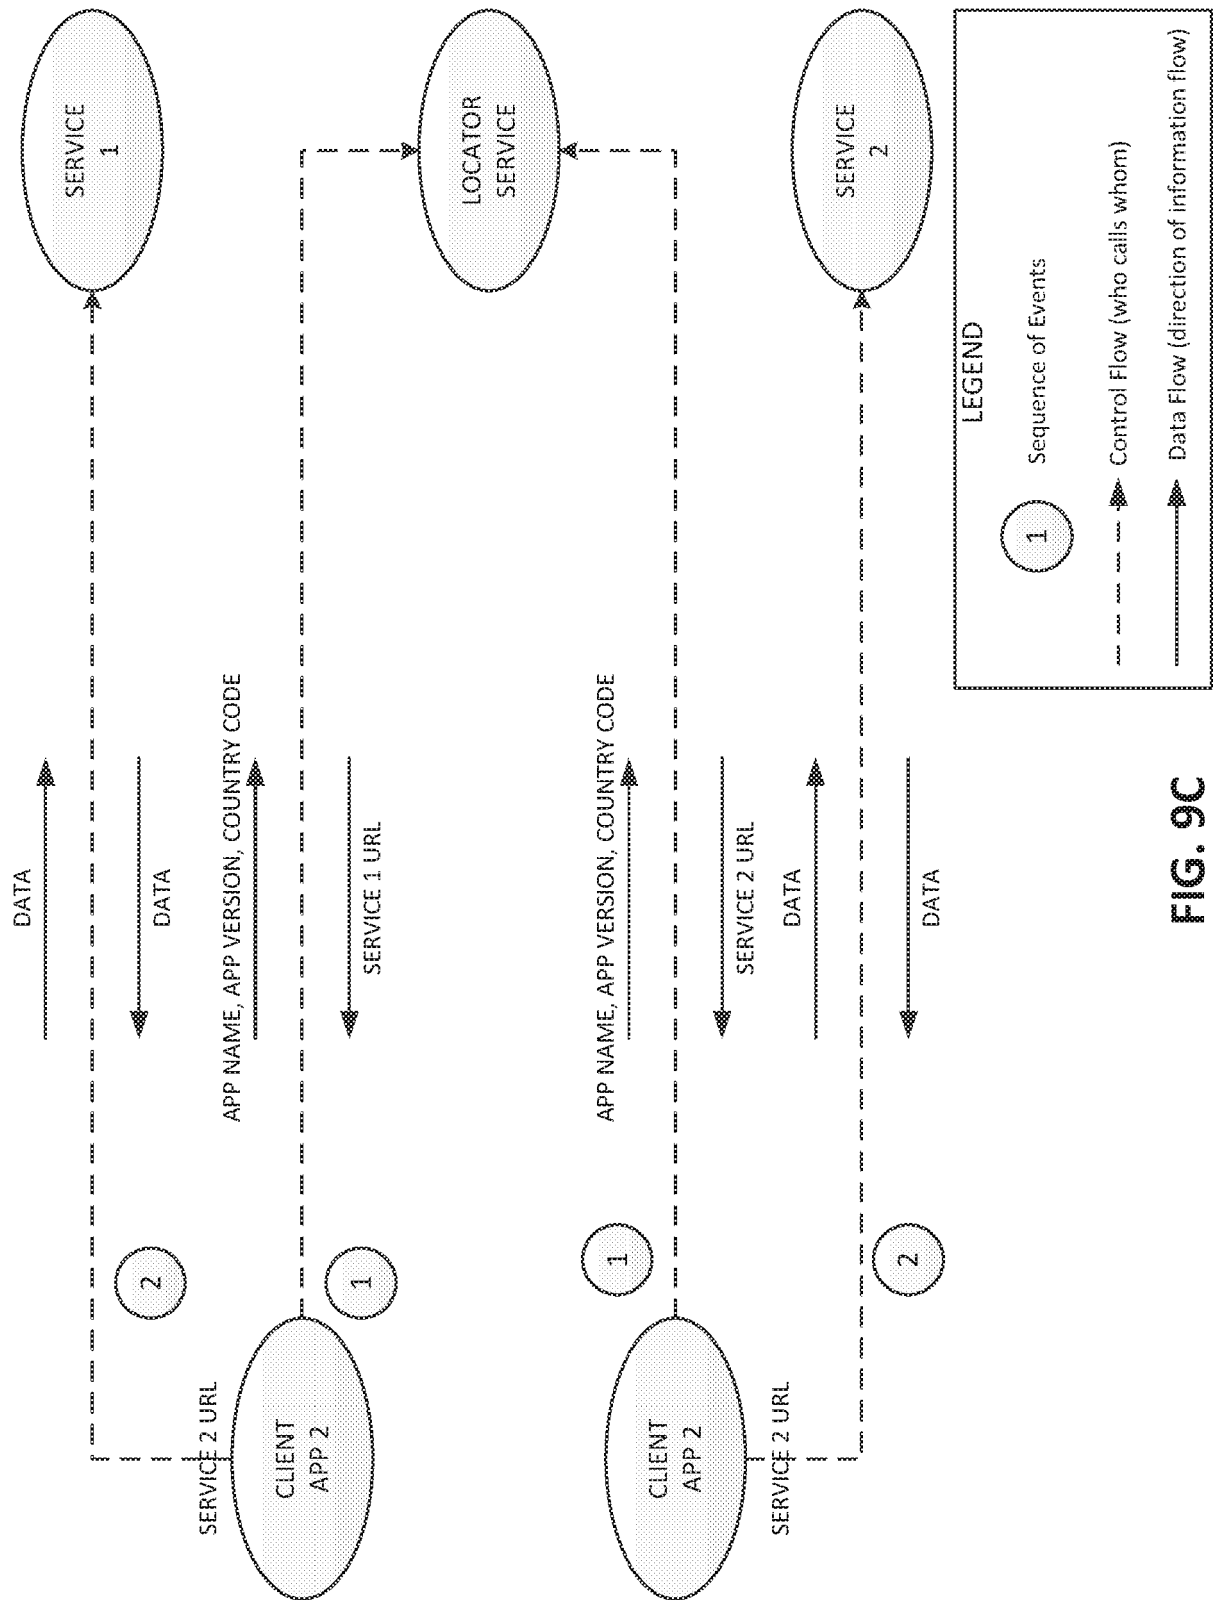 DATA
SERVICE
1
DATA
SERVICE 2 URL
2
APP NAME, APP VERSION, COUNTRY CODE
CLIENT
APP 2
1
SERVICE 1 URL
LOCATOR
SERVICE
1
APP NAME, APP VERSION, COUNTRY CODE
CLIENT
APP 2
SERVICE 2 URL
DATA
SERVICE 2 URL
SERVICE
2
2
DATA
LEGEND
1
Sequence of Events
Control Flow (who calls whom)
Data Flow (direction of information flow)
FIG. 9C